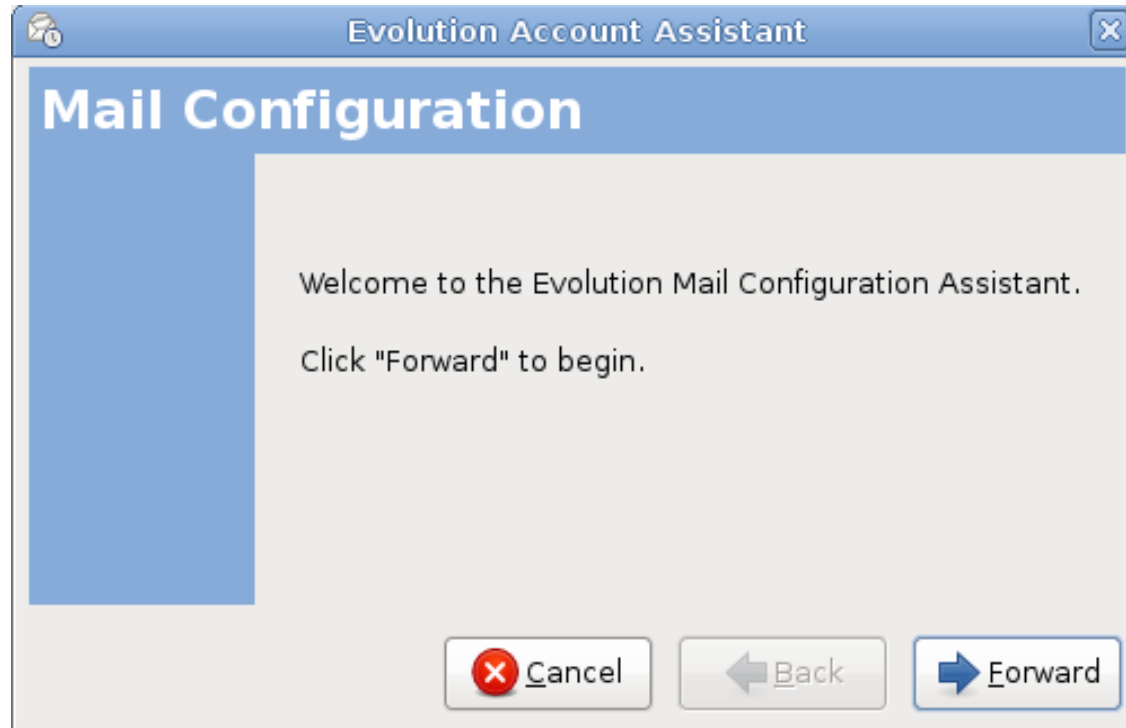 Evolution Account Assistant
Mail Configuration
Welcome to the Evolution Mail Configuration Assistant.
Click "Forward" to begin.
Cancel
Back
Forward